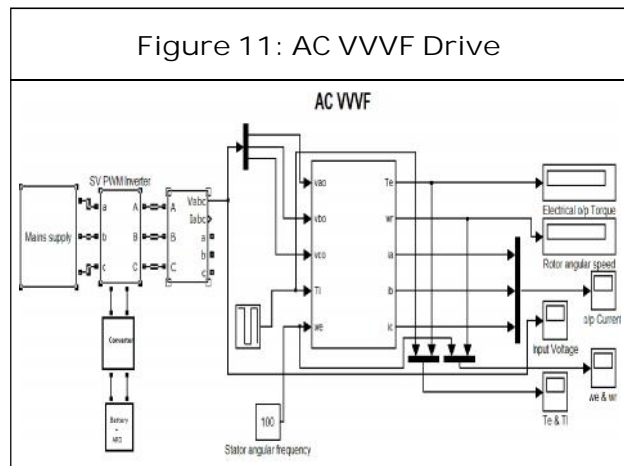 Figure 11: AC VVVF Drive
AC VVVF
SV PWM Inverter
Mains supply
a
b
c
A
B
C
A
B
C
Vabc
Iabc
a
b
c
vao
vbo
vco
Tl
we
Te
wr
ia
ib
ic
Electrical o/p Torque
Rotor angular speed
o/p Current
Input Voltage
we & wr
Te & Tl
Converter
Battery
100
Stator angular frequency